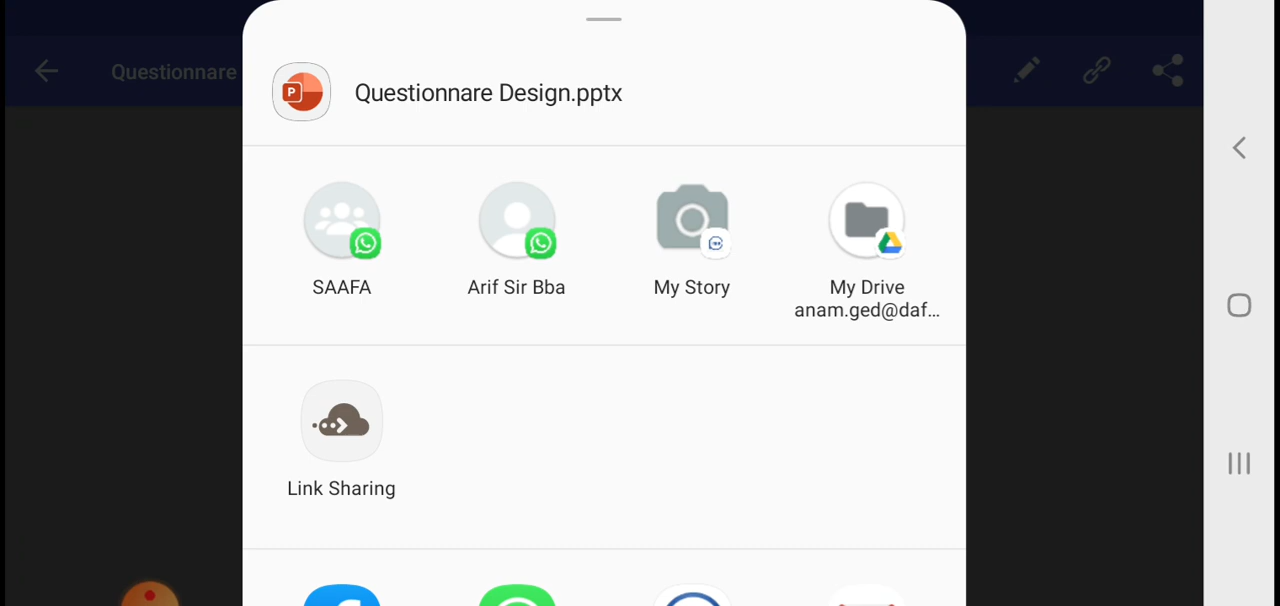 Questionnare
Questionnare Design.pptx
SAAFA
Arif Sir Bba
My Story
My Drive
anam.ged@daf...
Link Sharing